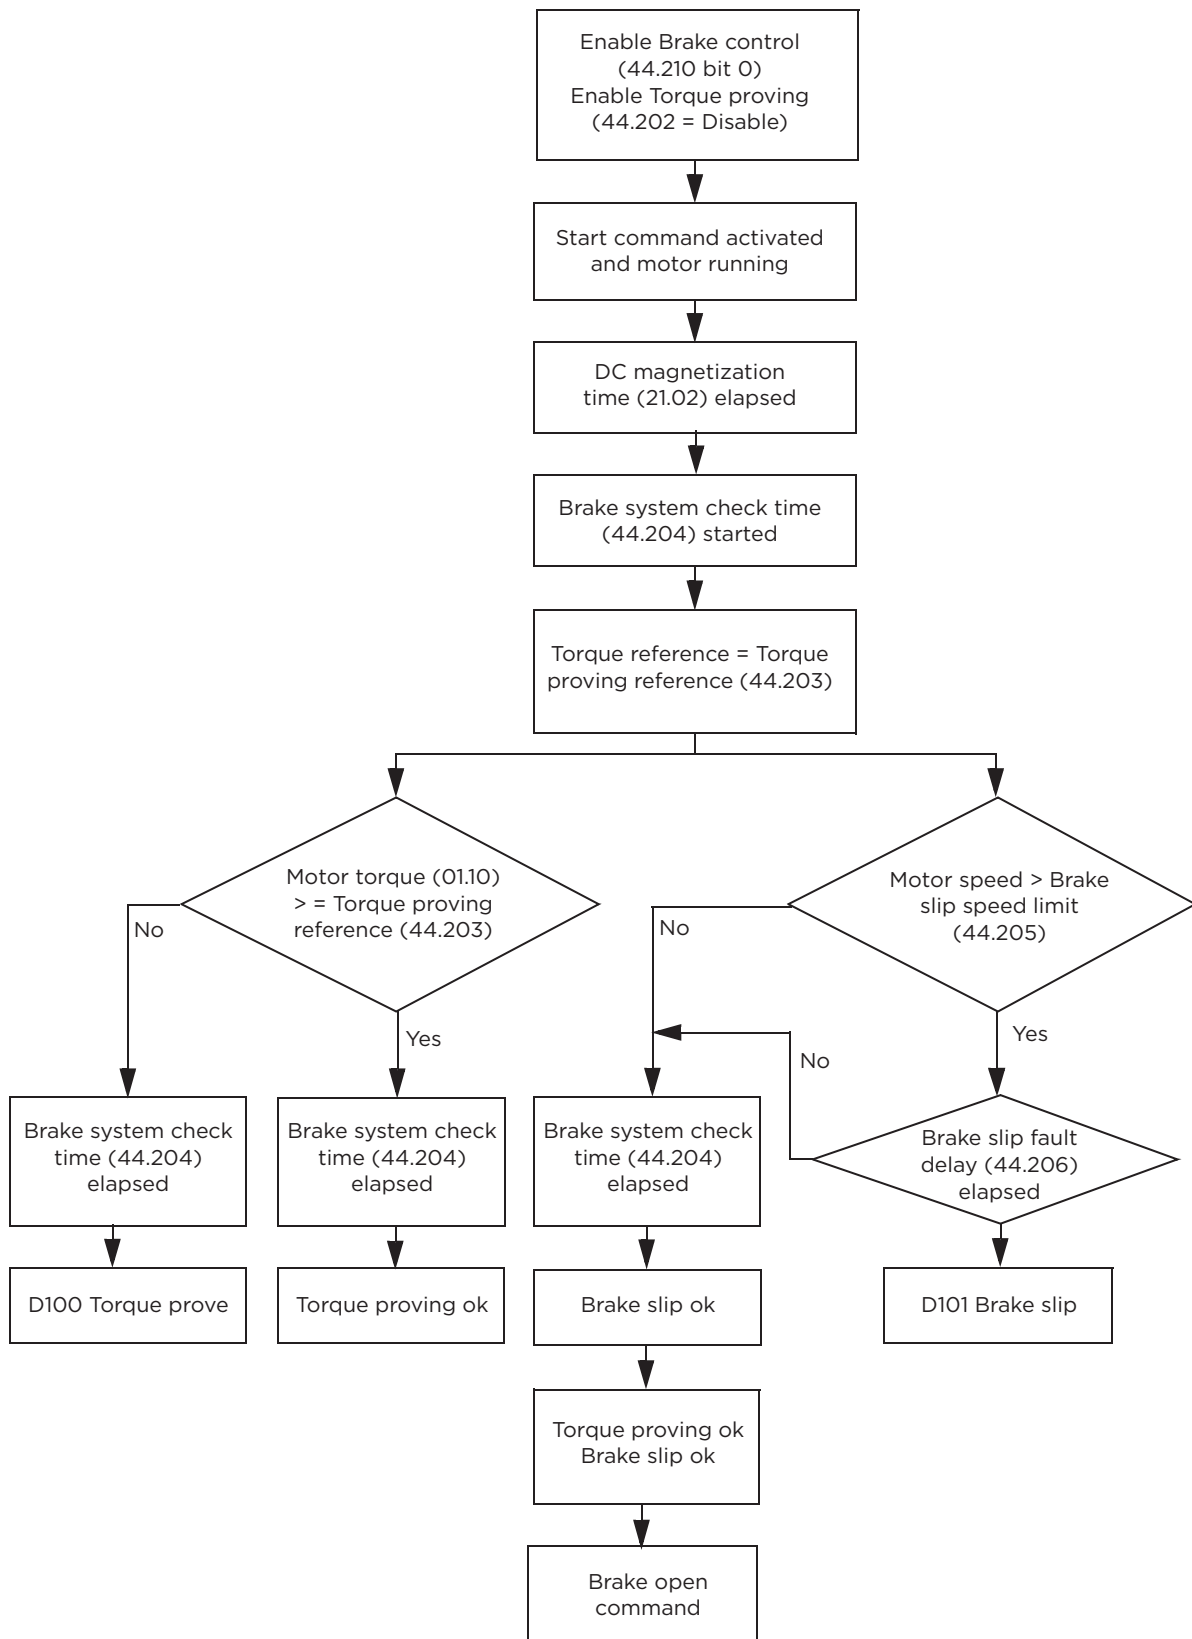 Enable Brake control
(44.210 bit 0)
Enable Torque proving
(44.202 = Disable)
Start command activated
and motor running
DC magnetization
time (21.02) elapsed
Brake system check time
(44.204) started
Torque reference = Torque
proving reference (44.203)
Motor torque (01.10)
> = Torque proving
reference (44.203)
Motor speed > Brake
slip speed limit
(44.205)
No
No
Yes
Yes
No
Brake system check
time (44.204)
elapsed
Brake system check
time (44.204)
elapsed
Brake system check
time (44.204)
elapsed
Brake slip fault
delay (44.206)
elapsed
D100 Torque prove
Torque proving ok
Brake slip ok
D101 Brake slip
Torque proving ok
Brake slip ok
Brake open
command